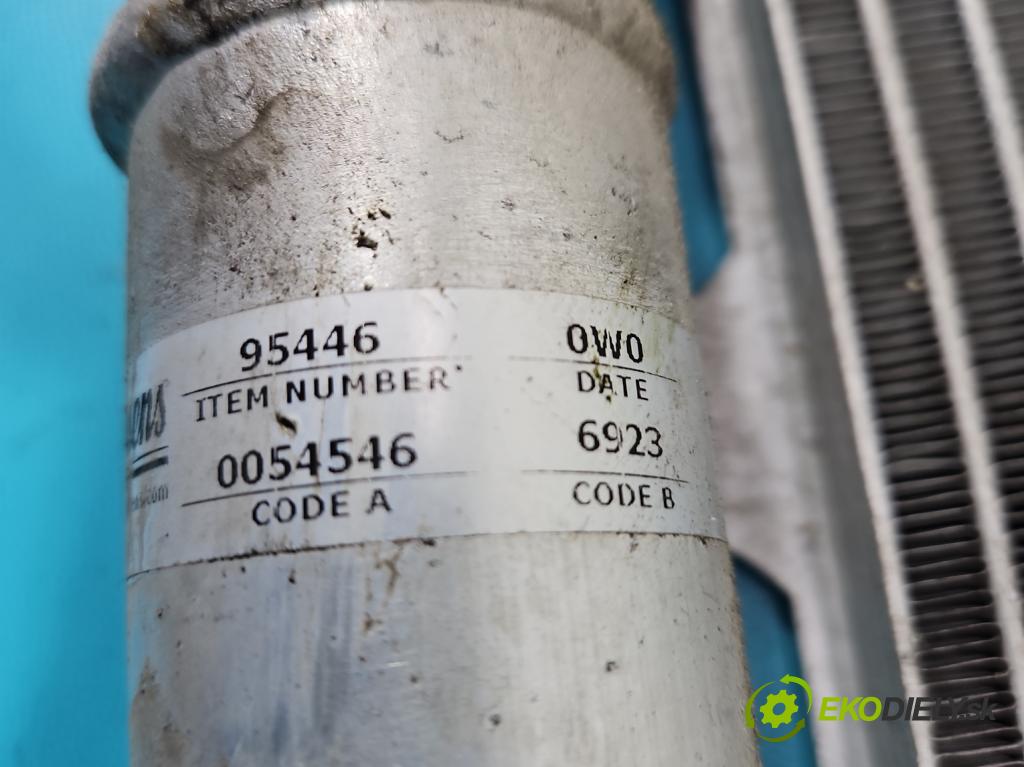 95446 0W0
ITEM NUMBER DATE
0054546 6923
CODE A CODE B
EKODIELY.sk